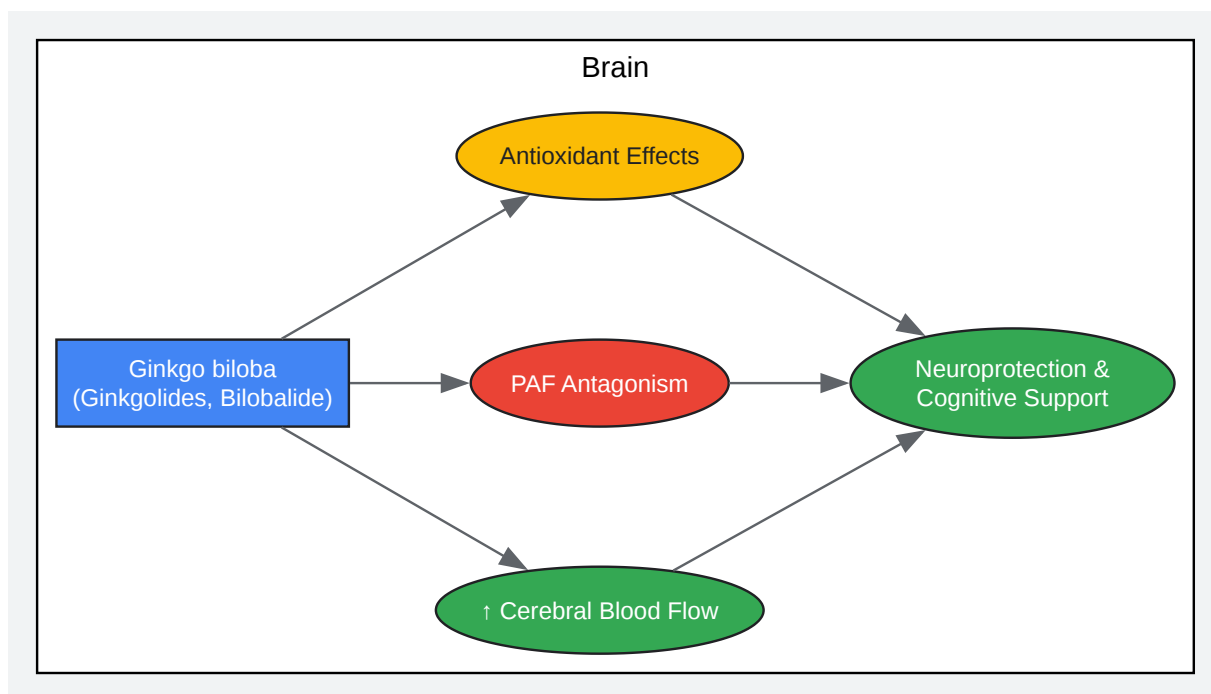 Brain
Antioxidant Effects
Ginkgo biloba
(Ginkgolides, Bilobalide)
PAF Antagonism
Neuroprotection &
Cognitive Support
↑ Cerebral Blood Flow